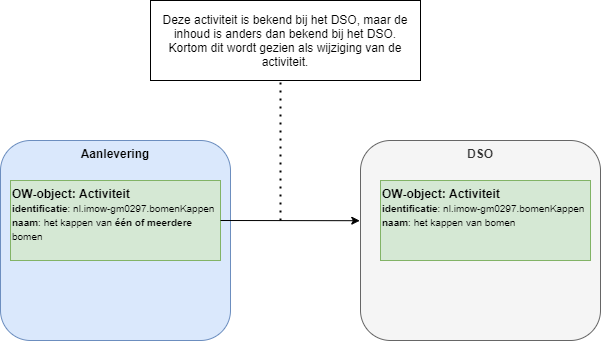 Deze activiteit is bekend bij het DSO, maar de
inhoud is anders dan bekend bij het DSO.
Kortom dit wordt gezien als wijziging van de
activiteit.
Aanlevering
OW-object: Activiteit
identificatie: nl.imow-gm0297.bomenKappen
naam: het kappen van één of meerdere
bomen
DSO
OW-object: Activiteit
identificatie: nl.imow-gm0297.bomenKappen
naam: het kappen van bomen